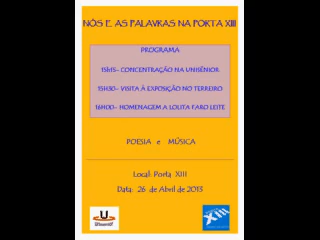 NÓS E AS PALAVRAS NA PORTA XIII
PROGRAMA
15h15- CONCENTRAÇÃO NA UNISÉNIOR
15H30- VISITA À EXPOSIÇÃO NO TERREIRO
16H00- HOMENAGEM A LOLITA FARO LEITE
POESIA e MÚSICA
Local: Porta XIII
Data: 26 de Abril de 2013
U
XIII